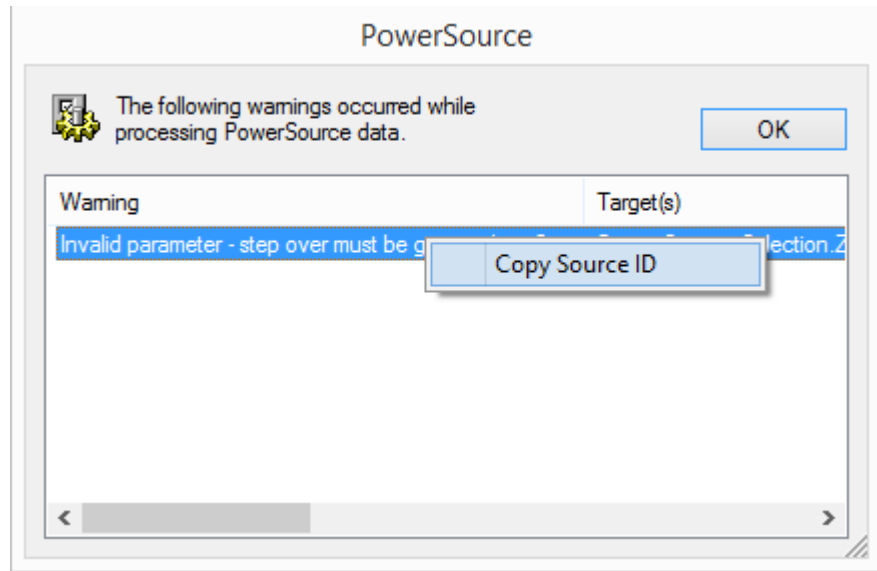 PowerSource
The following warnings occurred while
processing PowerSource data.
OK
Warning
Target(s)
Invalid parameter - step over must be
lection.Z
Copy Source ID